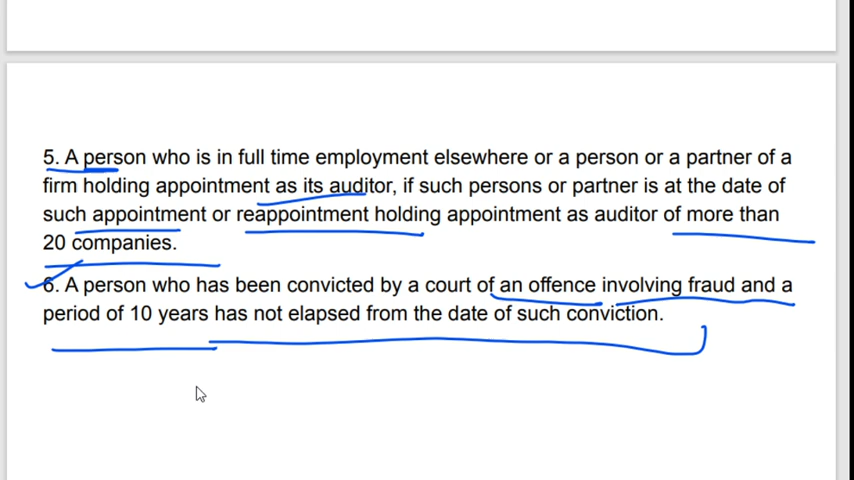 5. A person who is in full time employment elsewhere or a person or a partner of a
firm holding appointment as its auditor, if such persons or partner is at the date of
such appointment or reappointment holding appointment as auditor of more than
20 companies.
6. A person who has been convicted by a court of an offence involving fraud and a
period of 10 years has not elapsed from the date of such conviction.